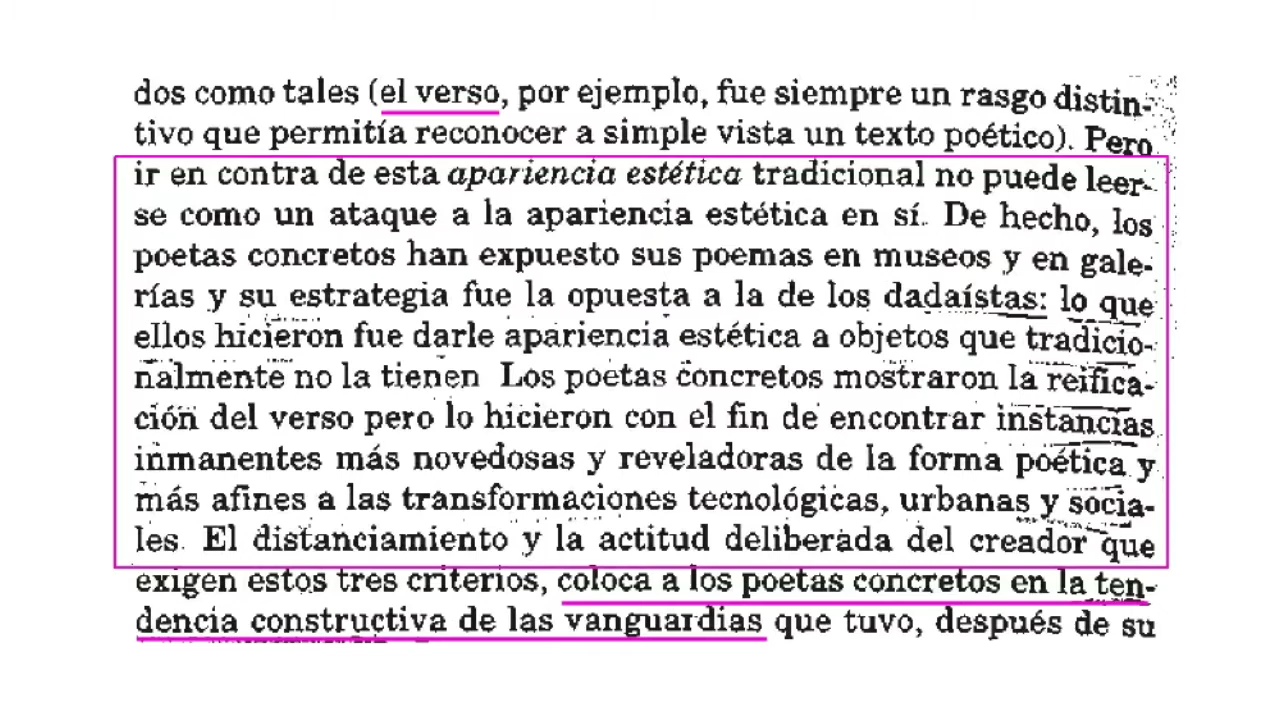 dos como tales (el verso, por ejemplo, fue siempre un rasgo distin-
tivo que permitía reconocer a simple vista un texto poético). Pero
ir en contra de esta apariencia estética tradicional no puede leer-
se como un ataque a la apariencia estética en sí. De hecho, los
poetas concretos han expuesto sus poemas en museos y en gale-
rías y su estrategia fue la opuesta a la de los dadaístas: lo que
ellos hicieron fue darle apariencia estética a objetos que tradicio-
nalmente no la tienen Los poetas concretos mostraron la reifica-
ción del verso pero lo hicieron con el fin de encontrar instancias
inmanentes más novedosas y reveladoras de la forma poética y
más afines a las transformaciones tecnológicas, urbanas y socia-
les. El distanciamiento y la actitud deliberada del creador que
exigen estos tres criterios, coloca a los poetas concretos en la ten-
dencia constructiva de las vanguardias que tuvo, después de su